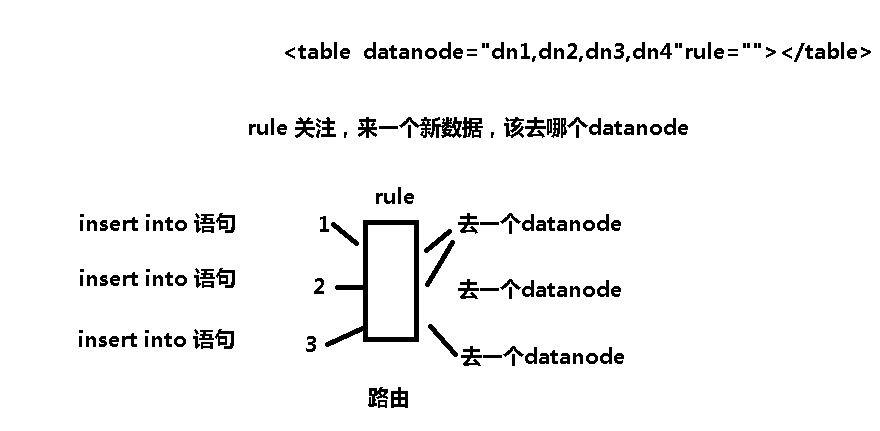 <table datanode="dn1,dn2,dn3,dn4"rule=""></table>
rule 关注，来一个新数据，该去哪个datanode
rule
insert into 语句 1 去一个datanode
insert into 语句 2 去一个datanode
insert into 语句 3 去一个datanode
路由